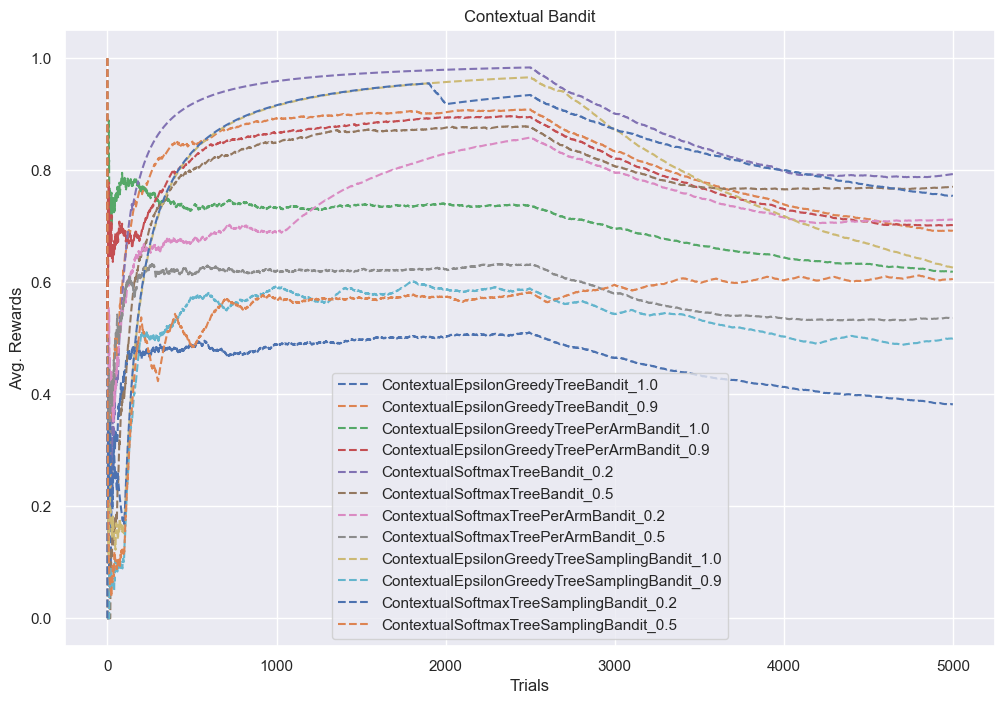 Contextual Bandit
Avg. Rewards
1.0
0.8
0.6
0.4
0.2
0.0
ContextualEpsilonGreedyTreeBandit_1.0
ContextualEpsilonGreedyTreeBandit_0.9
ContextualEpsilonGreedyTreePerArmBandit_1.0
ContextualEpsilonGreedyTreePerArmBandit_0.9
ContextualSoftmaxTreeBandit_0.2
ContextualSoftmaxTreeBandit_0.5
ContextualSoftmaxTreePerArmBandit_0.2
ContextualSoftmaxTreePerArmBandit_0.5
ContextualEpsilonGreedyTreeSamplingBandit_1.0
ContextualEpsilonGreedyTreeSamplingBandit_0.9
ContextualSoftmaxTreeSamplingBandit_0.2
ContextualSoftmaxTreeSamplingBandit_0.5
0 1000 2000 3000 4000 5000
Trials